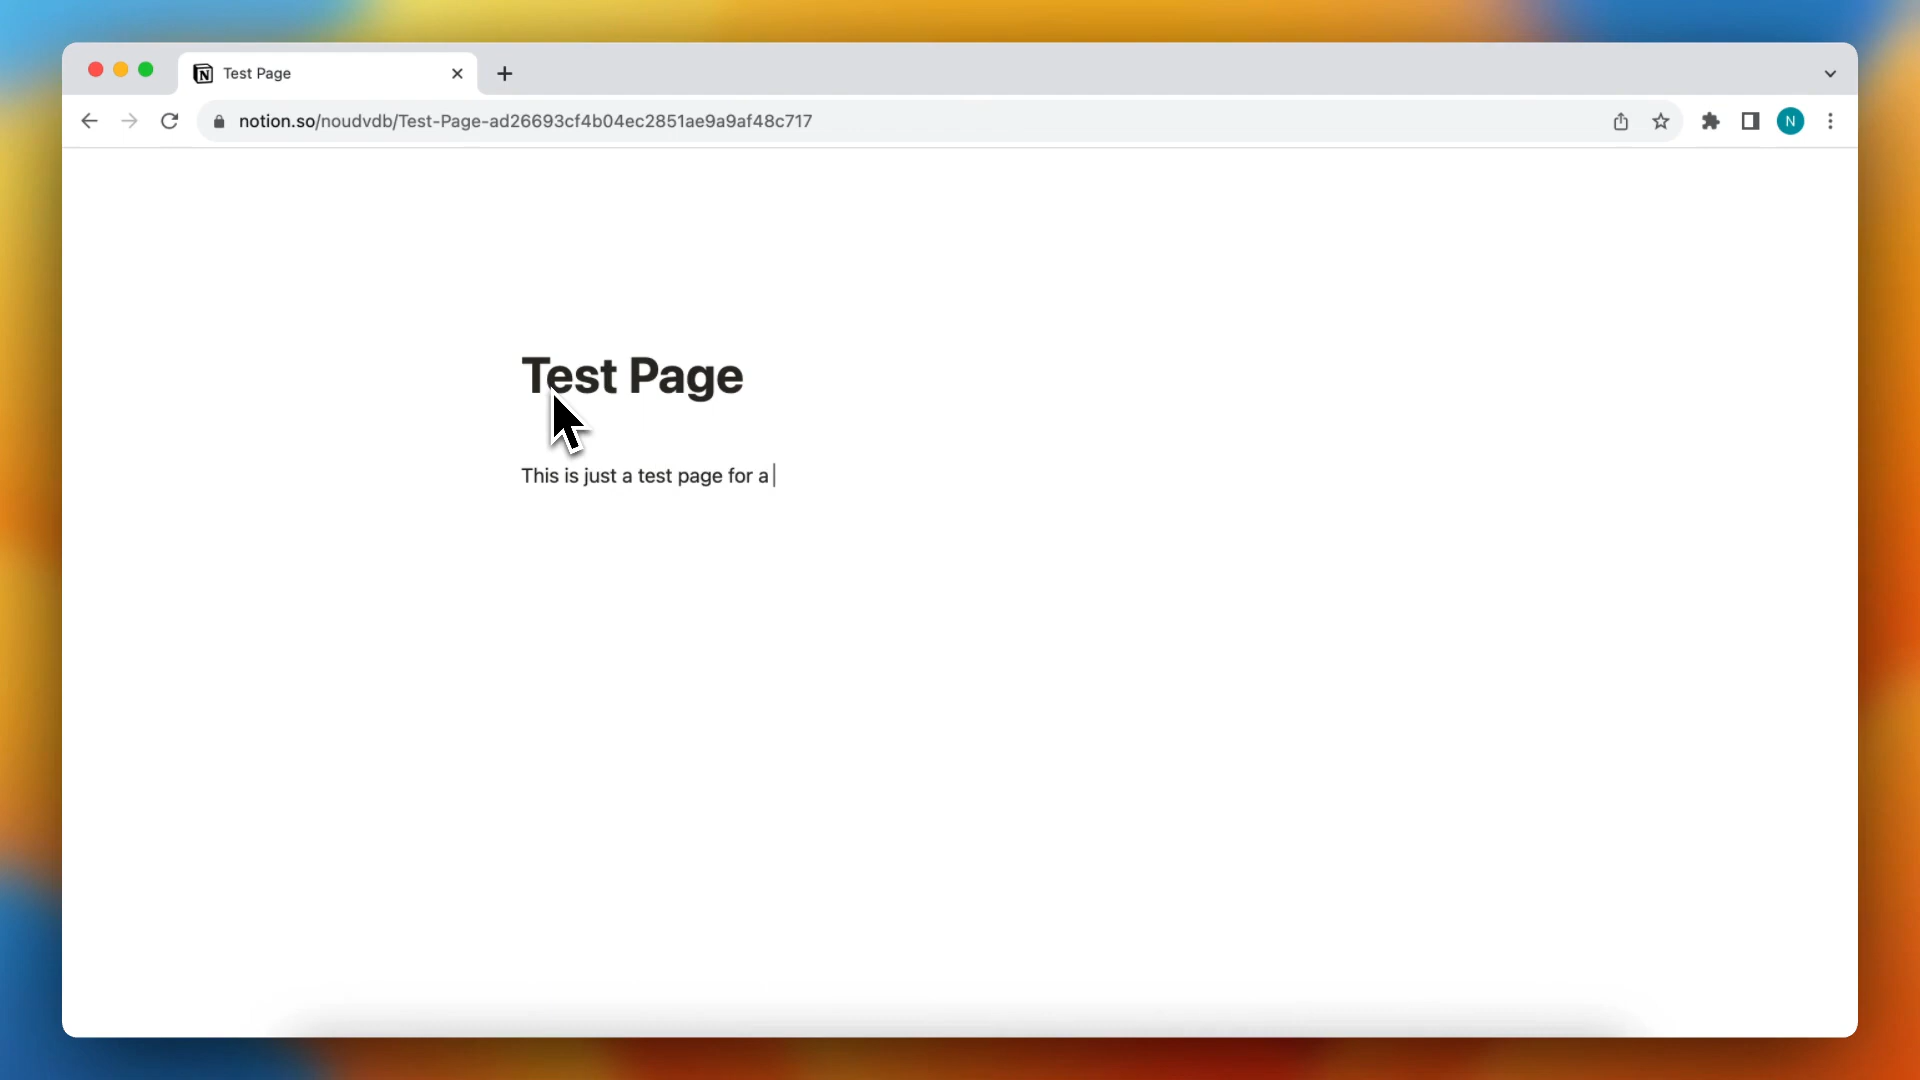 Test Page
notion.so/noudvdb/Test-Page-ad26693cf4b04ec2851ae9a9af48c717
N
Test Page
This is just a test page for a